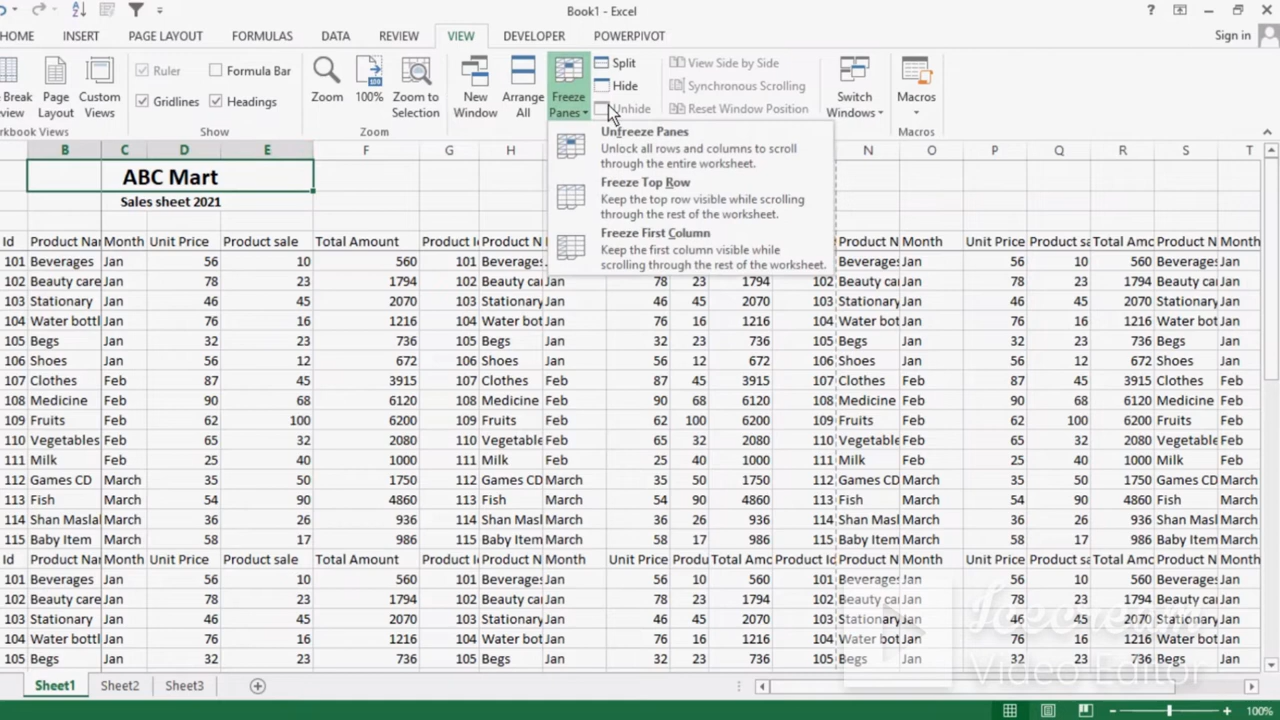 Book1 - Excel
Sign in
HOME INSERT PAGE LAYOUT FORMULAS DATA REVIEW VIEW DEVELOPER POWERPIVOT
Break Page Layout Custom Views
Workbook Views
Ruler Formula Bar
Gridlines Headings
Show
Zoom 100% Zoom to Selection
Zoom
New Window Arrange All Freeze Panes
Split
Hide
Unhide
View Side by Side
Synchronous Scrolling
Reset Window Position
Switch Windows
Macros
Macros
Unfreeze Panes
Unlock all rows and columns to scroll
through the entire worksheet.
Freeze Top Row
Keep the top row visible while scrolling
through the rest of the worksheet.
Freeze First Column
Keep the first column visible while
scrolling through the rest of the worksheet.
B C D E F G H N O P Q R S T
ABC Mart
Sales sheet 2021
Id Product Na Month Unit Price Product sale Total Amount Product I Product N Month Product N Month Unit Price Product sa Total Amo Product N Month
101 Beverages Jan 56 10 560 101 Beverages Jan Beverages Jan 56 10 560 Beverages Jan
102 Beauty care Jan 78 23 1794 102 Beauty ca Jan 78 23 1794 102 Beauty ca Jan 78 23 1794 Beauty ca Jan
103 Stationary Jan 46 45 2070 103 Stationary Jan 46 45 2070 103 Stationary Jan 46 45 2070 Stationary Jan
104 Water bottl Jan 76 16 1216 104 Water bot Jan 76 16 1216 104 Water bot Jan 76 16 1216 Water bot Jan
105 Begs Jan 32 23 736 105 Begs Jan 32 23 736 105 Begs Jan 32 23 736 Begs Jan
106 Shoes Jan 56 12 672 106 Shoes Jan 56 12 672 106 Shoes Jan 56 12 672 Shoes Jan
107 Clothes Feb 87 45 3915 107 Clothes Feb 87 45 3915 107 Clothes Feb 87 45 3915 Clothes Feb
108 Medicine Feb 90 68 6120 108 Medicine Feb 90 68 6120 108 Medicine Feb 90 68 6120 Medicine Feb
109 Fruits Feb 62 100 6200 109 Fruits Feb 62 100 6200 109 Fruits Feb 62 100 6200 Fruits Feb
110 Vegetables Feb 65 32 2080 110 Vegetable Feb 65 32 2080 110 Vegetable Feb 65 32 2080 Vegetable Feb
111 Milk Feb 25 40 1000 111 Milk Feb 25 40 1000 111 Milk Feb 25 40 1000 Milk Feb
112 Games CD March 35 50 1750 112 Games CD March 35 50 1750 112 Games CD March 35 50 1750 Games CD March
113 Fish March 54 90 4860 113 Fish March 54 90 4860 113 Fish March 54 90 4860 Fish March
114 Shan Masla March 36 26 936 114 Shan Masl March 36 26 936 114 Shan Masl March 36 26 936 Shan Masl March
115 Baby Item March 58 17 986 115 Baby Item March 58 17 986 115 Baby Item March 58 17 986 Baby Item March
Id Product Na Month Unit Price Product sale Total Amount Product I Product N Month Unit Price Produ Total Amo Product Id Product N Month Unit Price Product sa Total Amo Product N Month
101 Beverages Jan 56 10 560 101 Beverages Jan 56 10 560 101 Beverages Jan 56 10 560 Beverages Jan
102 Beauty care Jan 78 23 1794 102 Beauty ca Jan 78 23 1794 102 Beauty ca Jan 78 23 1794 Beauty ca Jan
103 Stationary Jan 46 45 2070 103 Stationary Jan 46 45 2070 103 Stationary Jan 46 45 2070 Stationary Jan
104 Water bottl Jan 76 16 1216 104 Water bot Jan 76 16 1216 104 Water bot Jan 76 16 1216 Water bot Jan
105 Begs Jan 32 23 736 105 Begs Jan 32 23 736 105 Begs Jan 32 23 736 Begs Jan
Icecream
Video Editor
Sheet1 Sheet2 Sheet3
100%